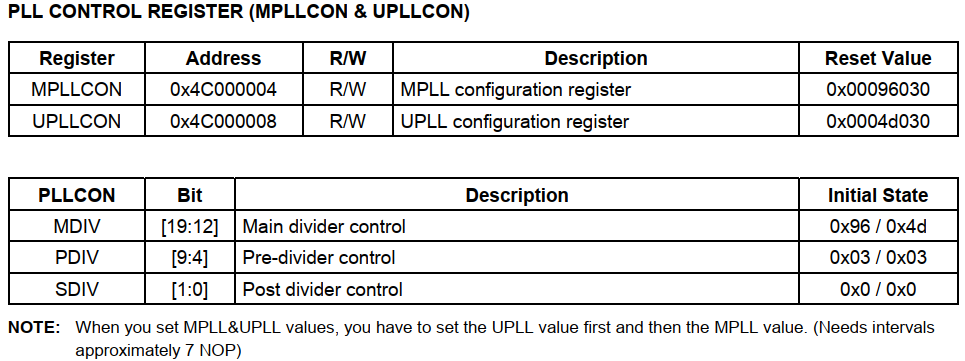 PLL CONTROL REGISTER (MPLLCON & UPLLCON)
Register Address R/W Description Reset Value
MPLLCON 0x4C000004 R/W MPLL configuration register 0x00096030
UPLLCON 0x4C000008 R/W UPLL configuration register 0x0004d030
PLLCON Bit Description Initial State
MDIV [19:12] Main divider control 0x96 / 0x4d
PDIV [9:4] Pre-divider control 0x03 / 0x03
SDIV [1:0] Post divider control 0x0 / 0x0
NOTE: When you set MPLL&UPLL values, you have to set the UPLL value first and then the MPLL value. (Needs intervals
approximately 7 NOP)